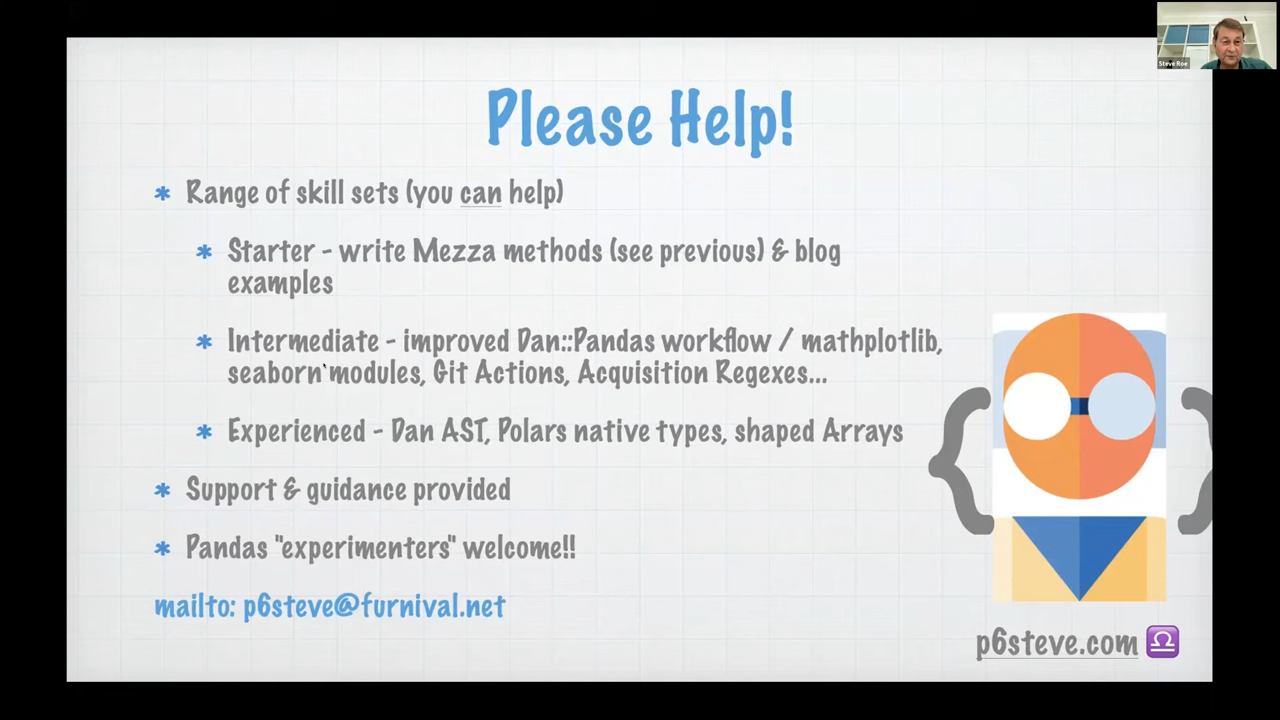 Steve Roe
Please Help!
* Range of skill sets (you can help)
* Starter - write Mezza methods (see previous) & blog
examples
* Intermediate - improved Dan::Pandas workflow / mathplotlib,
seaborn modules, Git Actions, Acquisition Regexes...
* Experienced - Dan AST, Polars native types, shaped Arrays
* Support & guidance provided
* Pandas "experimenters" welcome!!
mailto: p6steve@furnival.net
{ }
p6steve.com ♎